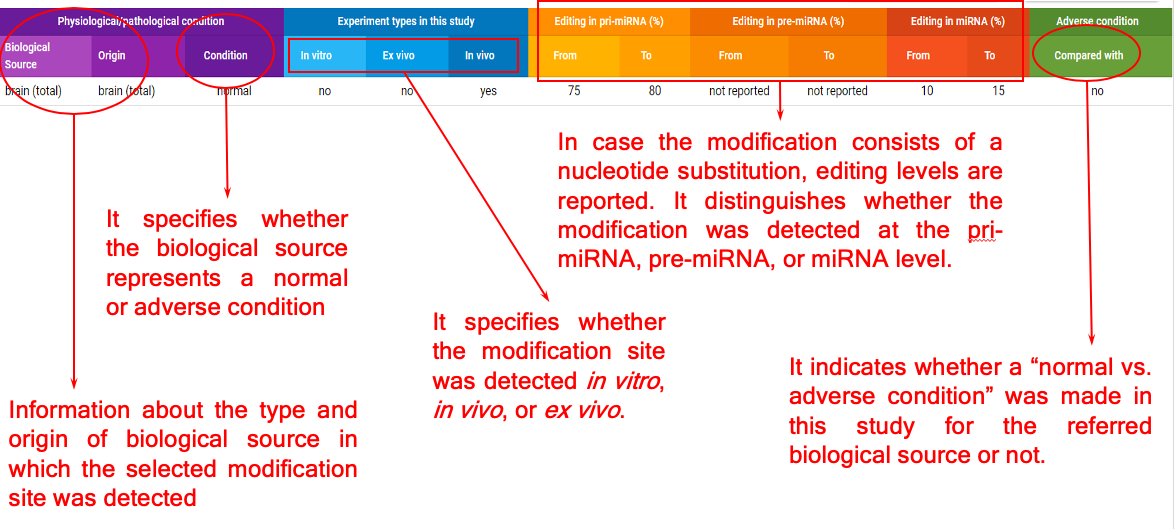 Physiological/pathological condition Experiment types in this study Editing in pri-miRNA (%) Editing in pre-miRNA (%) Editing in miRNA (%) Adverse condition
Biological Source Origin Condition In vitro Ex vivo In vivo From To From To From To Compared with
brain (total) brain (total) normal no no yes 75 80 not reported not reported 10 15 no
In case the modification consists of a
nucleotide substitution, editing levels are
reported. It distinguishes whether the
modification was detected at the pri-
miRNA, pre-miRNA, or miRNA level.
It specifies whether
the biological source
represents a normal
or adverse condition
It specifies whether
the modification site
was detected in vitro,
in vivo, or ex vivo.
It indicates whether a “normal vs.
adverse condition” was made in
this study for the referred
biological source or not.
Information about the type and
origin of biological source in
which the selected modification
site was detected